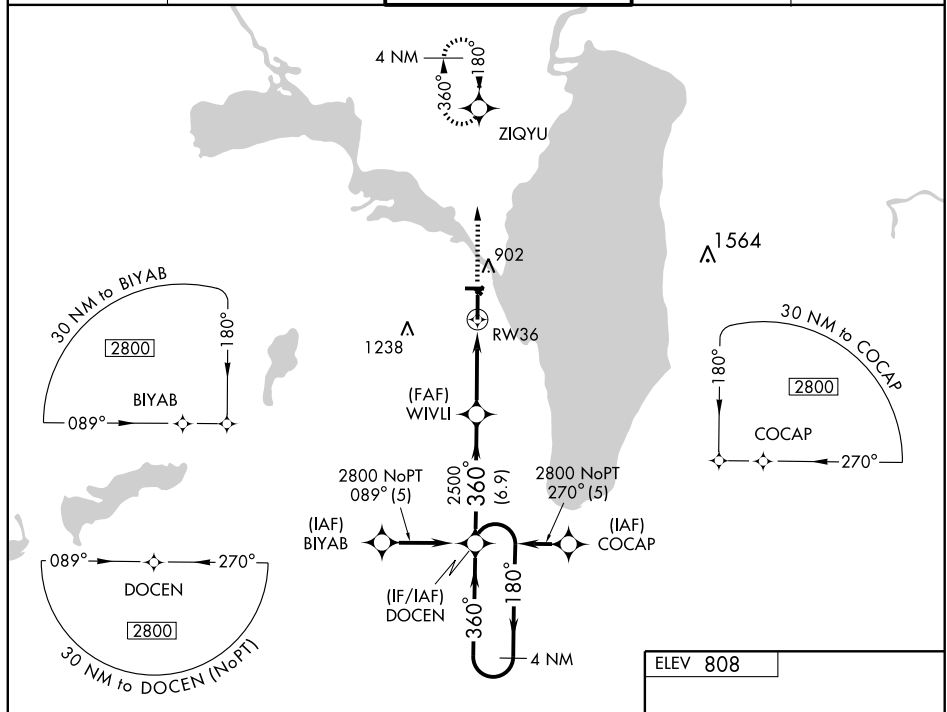 4 NM
360°
180°
ZIQYU
902
1564
RW36
1238
30 NM to BIYAB
2800
180°
BIYAB
089°
30 NM to COCAP
180°
2800
COCAP
270°
(FAF)
WIVLI
2800 NoPT
089° (5)
2500
360°
(6.9)
2800 NoPT
270° (5)
(IAF)
BIYAB
(IAF)
COCAP
(IF/IAF)
DOCEN
360°
180°
4 NM
089°
270°
DOCEN
2800
30 NM to DOCEN (NoPT)
ELEV 808